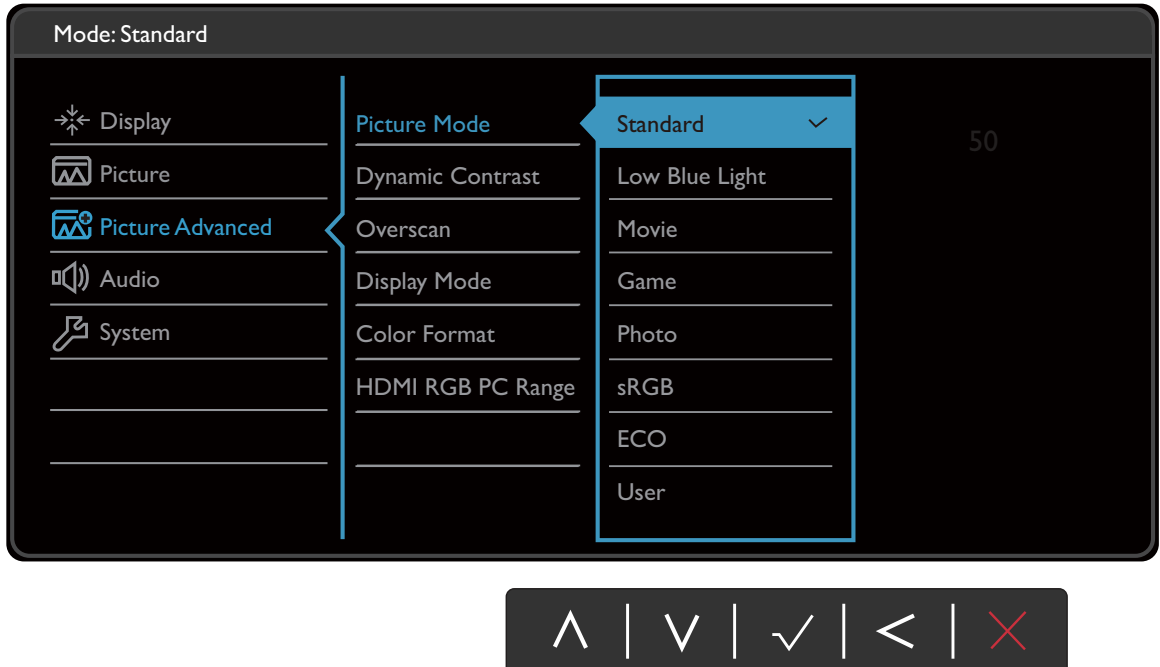 Mode: Standard
Display
Picture
Picture Advanced
Audio
System
Picture Mode
Dynamic Contrast
Overscan
Display Mode
Color Format
HDMI RGB PC Range
Standard
Low Blue Light
Movie
Game
Photo
sRGB
ECO
User
50